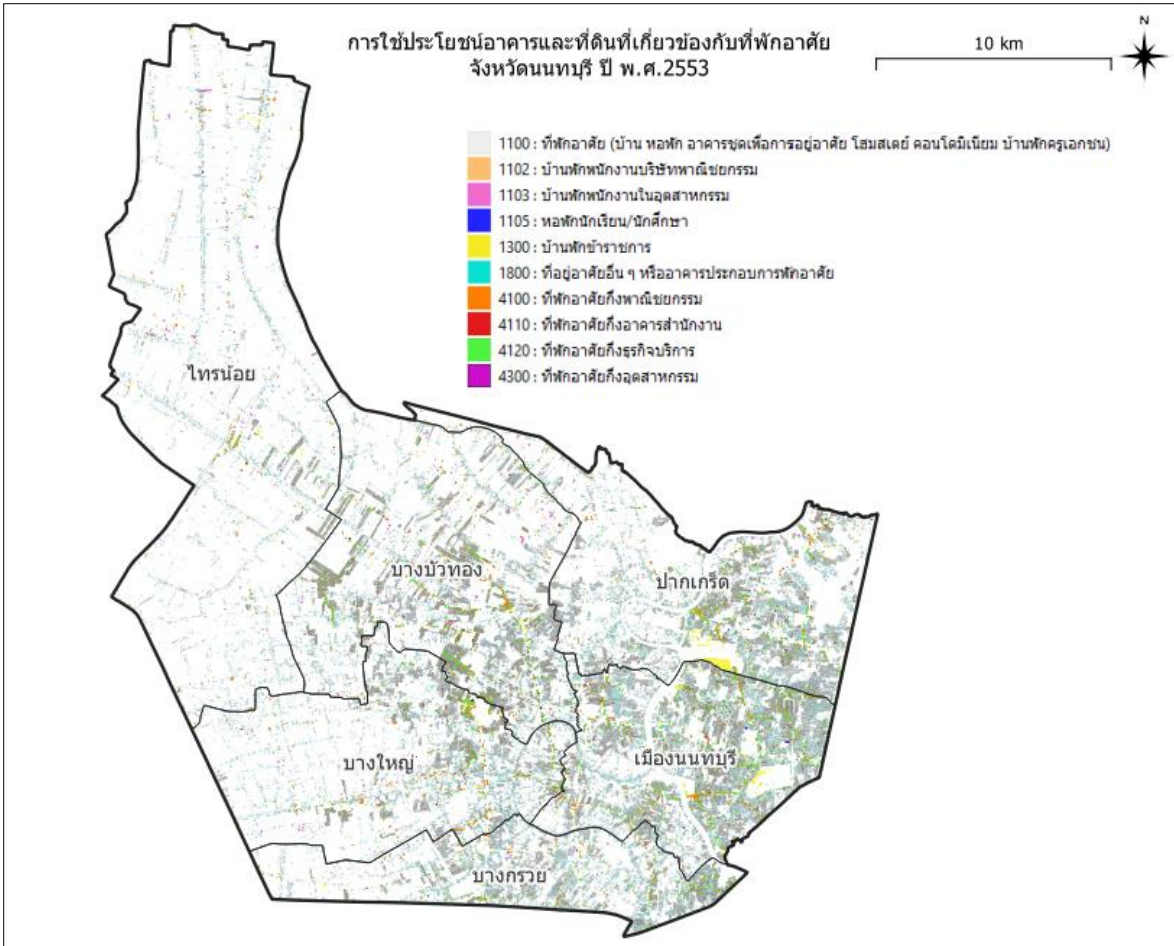 การใช้ประโยชน์อาคารและที่ดินที่เกี่ยวข้องกับที่พักอาศัย
จังหวัดนนทบุรี ปี พ.ศ.2553
10 km
N
1100 : ที่พักอาศัย (บ้าน หอพัก อาคารชุดเพื่อการอยู่อาศัย โฮมสเตย์ คอนโดมิเนียม บ้านพักครูเอกชน)
1102 : บ้านพักพนักงานบริษัทพาณิชยกรรม
1103 : บ้านพักพนักงานในอุตสาหกรรม
1105 : หอพักนักเรียน/นักศึกษา
1300 : บ้านพักข้าราชการ
1800 : ที่อยู่อาศัยอื่น ๆ หรืออาคารประกอบการพักอาศัย
4100 : ที่พักอาศัยกึ่งพาณิชยกรรม
4110 : ที่พักอาศัยกึ่งอาคารสำนักงาน
4120 : ที่พักอาศัยกึ่งธุรกิจบริการ
4300 : ที่พักอาศัยกึ่งอุตสาหกรรม
ไทรน้อย
บางบัวทอง
ปากเกร็ด
บางใหญ่
เมืองนนทบุรี
บางกรวย